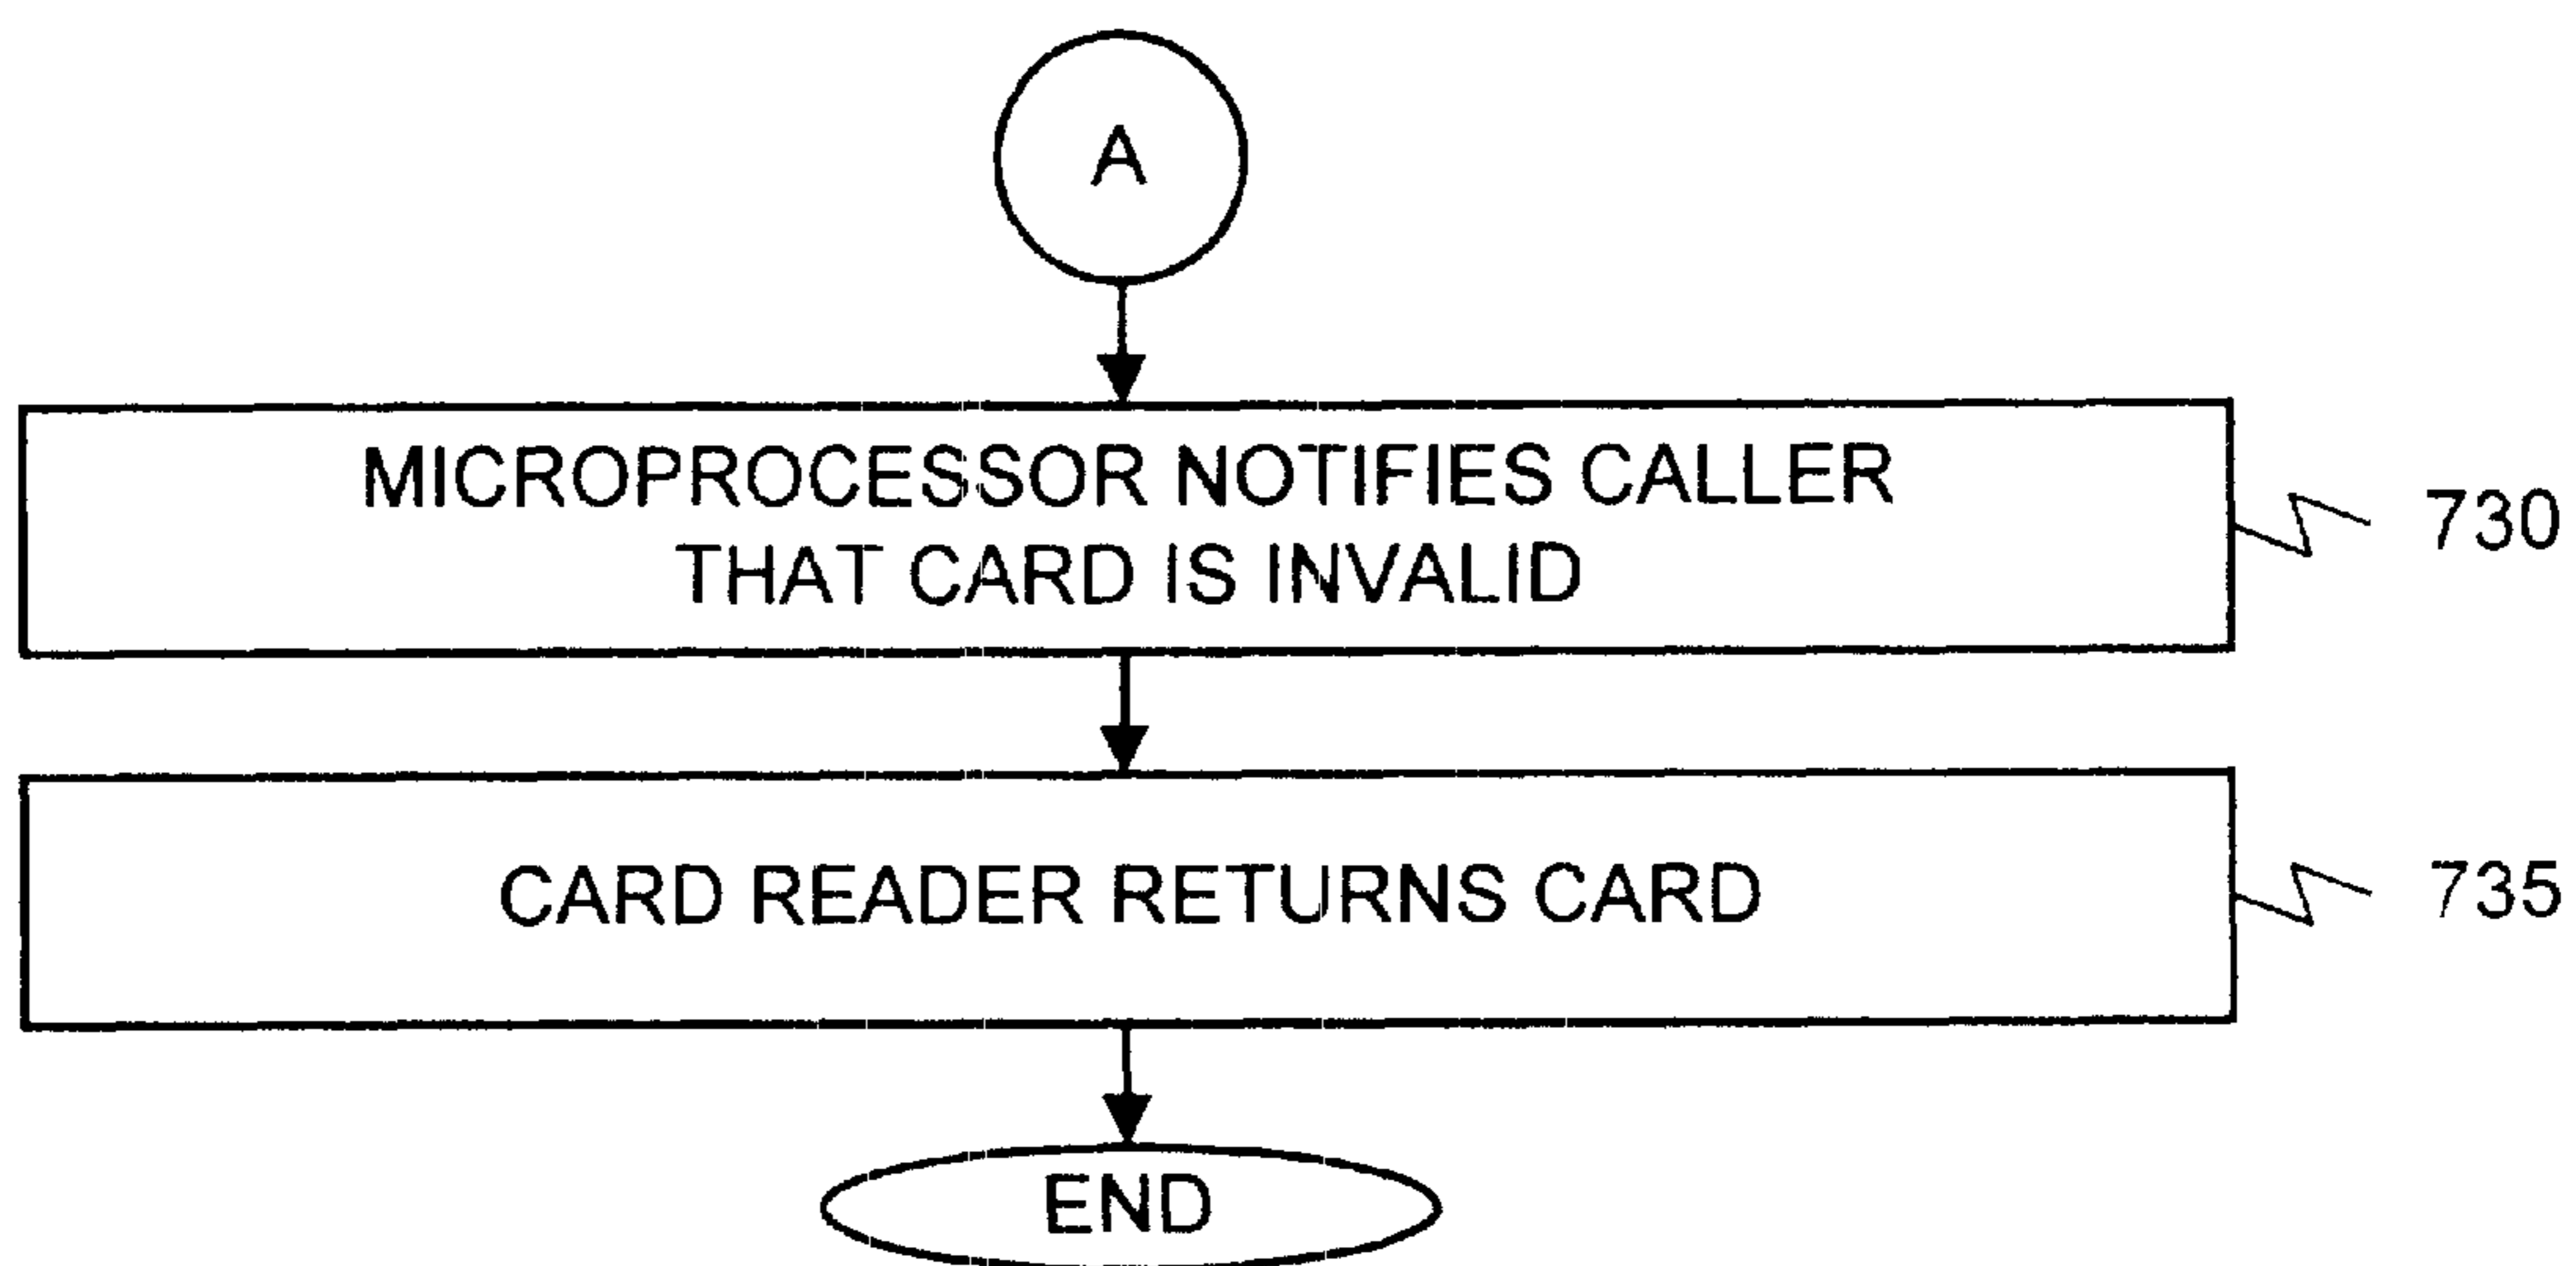 A
MICROPROCESSOR NOTIFIES CALLER
THAT CARD IS INVALID
730
CARD READER RETURNS CARD
735
END